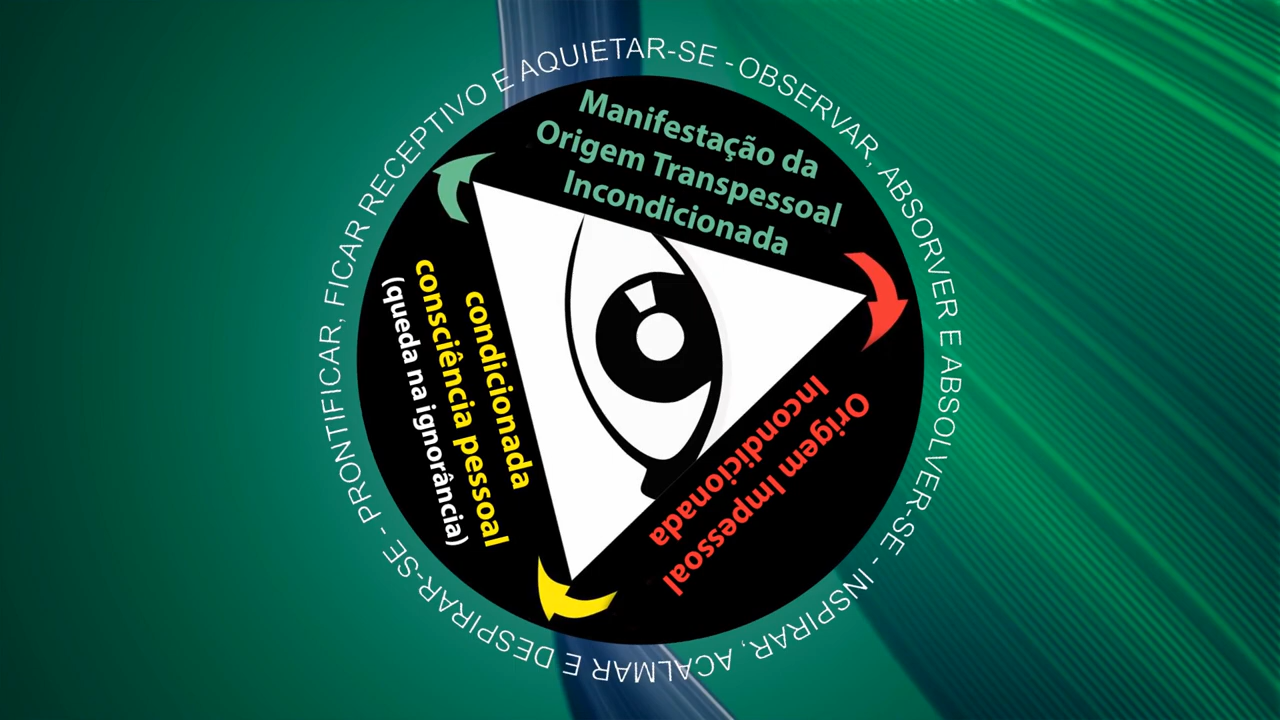 PRONTIFICAR, FICAR RECEPTIVO E AQUIETAR-SE - OBSERVAR, ABSORVER E ABSOLVER-SE - INSPIRAR, ACALMAR E DESPIRAR-SE -
Manifestação da
Origem Transpessoal
Incondicionada
Origem Impessoal
Incondicionada
condicionada
consciência pessoal
(queda na ignorância)